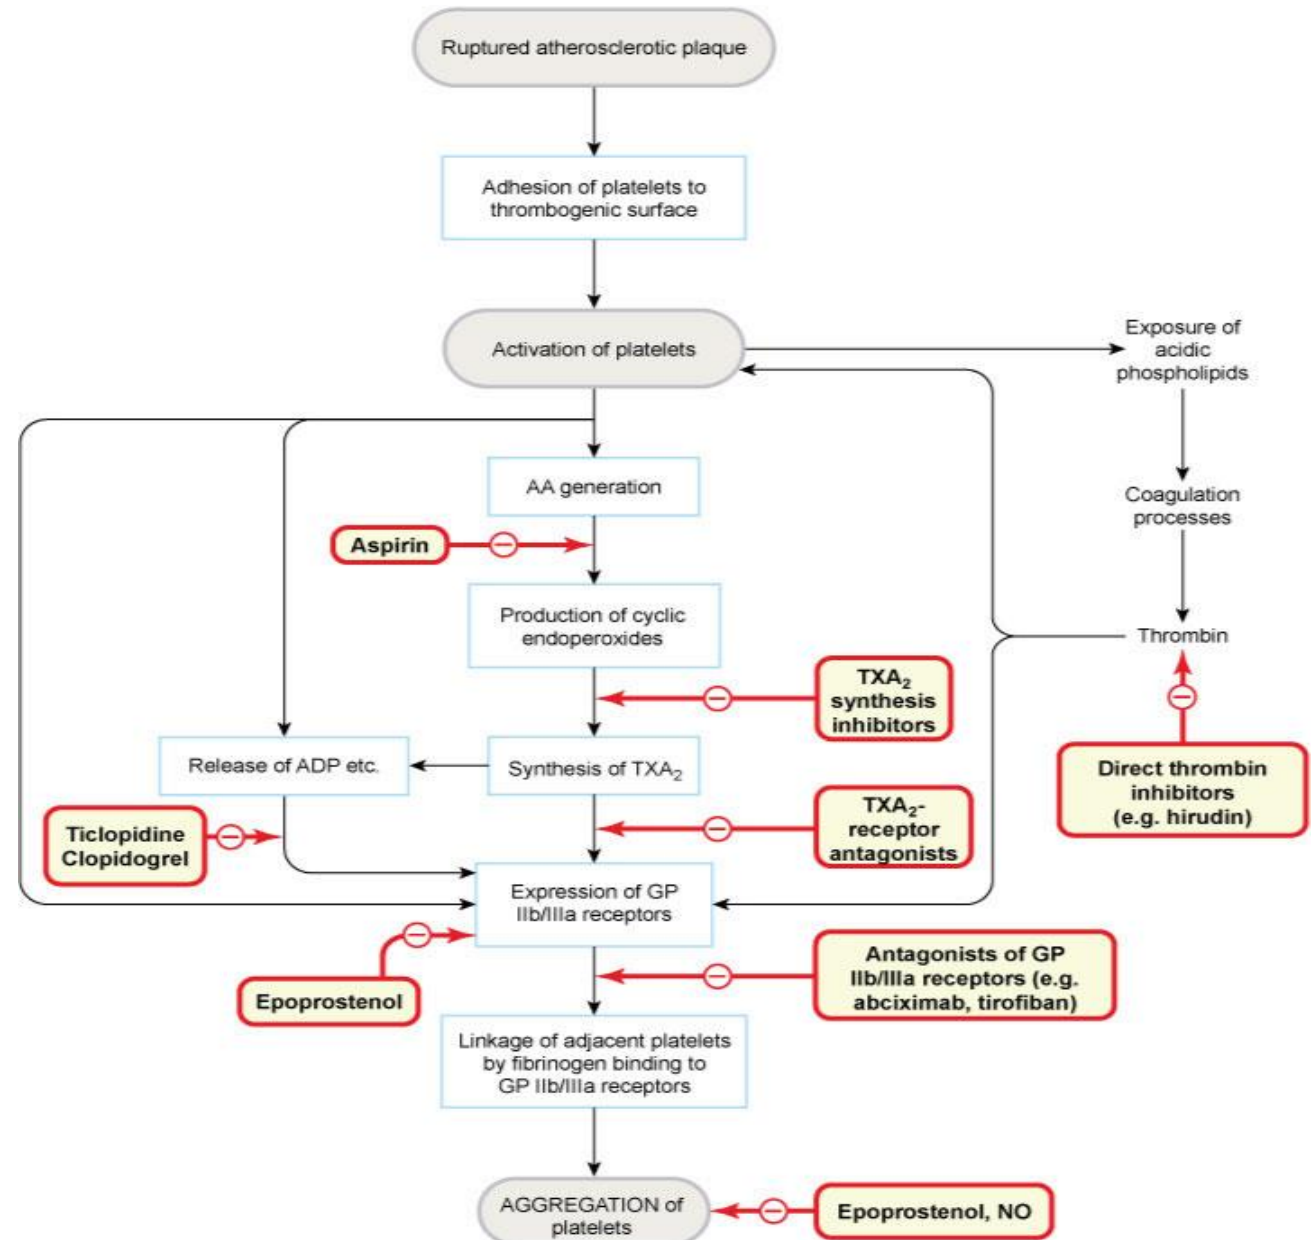 Ruptured atherosclerotic plaque
Adhesion of platelets to
thrombogenic surface
Activation of platelets
Exposure of
acidic
phospholipids
AA generation
Coagulation
processes
Aspirin
Production of cyclic
endoperoxides
Thrombin
TXA₂
synthesis
inhibitors
Release of ADP etc.
Synthesis of TXA₂
Direct thrombin
inhibitors
(e.g. hirudin)
Ticlopidine
Clopidogrel
TXA₂-
receptor
antagonists
Expression of GP
IIb/IIIa receptors
Epoprostenol
Antagonists of GP
IIb/IIIa receptors (e.g.
abciximab, tirofiban)
Linkage of adjacent platelets
by fibrinogen binding to
GP IIb/IIIa receptors
AGGREGATION of
platelets
Epoprostenol, NO